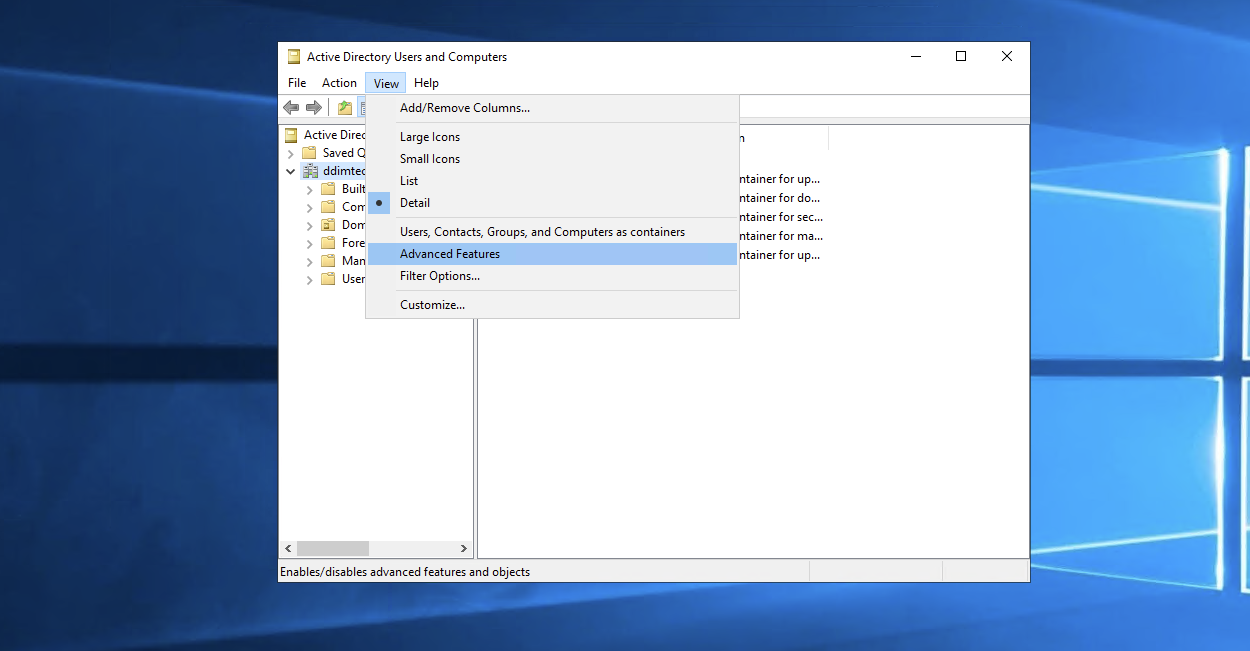 Active Directory Users and Computers
File Action View Help
Add/Remove Columns...
Large Icons
Small Icons
List
Detail
Users, Contacts, Groups, and Computers as containers
Advanced Features
Filter Options...
Customize...
Active Direc
Saved Q
ddimtec
Built
Com
Dom
Fore
Man
User
n
ntainer for up...
ntainer for do...
ntainer for sec...
ntainer for ma...
ntainer for up...
Enables/disables advanced features and objects